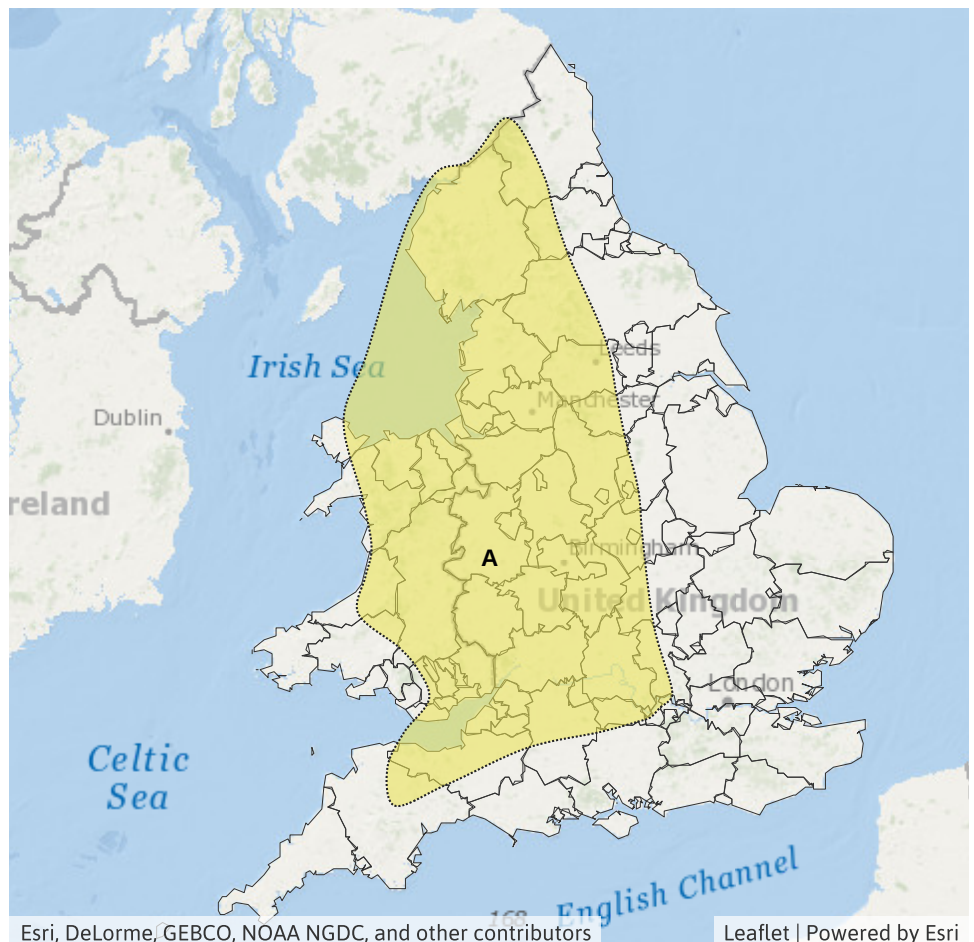 Leeds
Irish Sea
Manchester
Dublin
reland
A
Birmingham
United Kingdom
London
Celtic
Sea
English Channel
168
Esri, DeLorme, GEBCO, NOAA NGDC, and other contributors
Leaflet | Powered by Esri